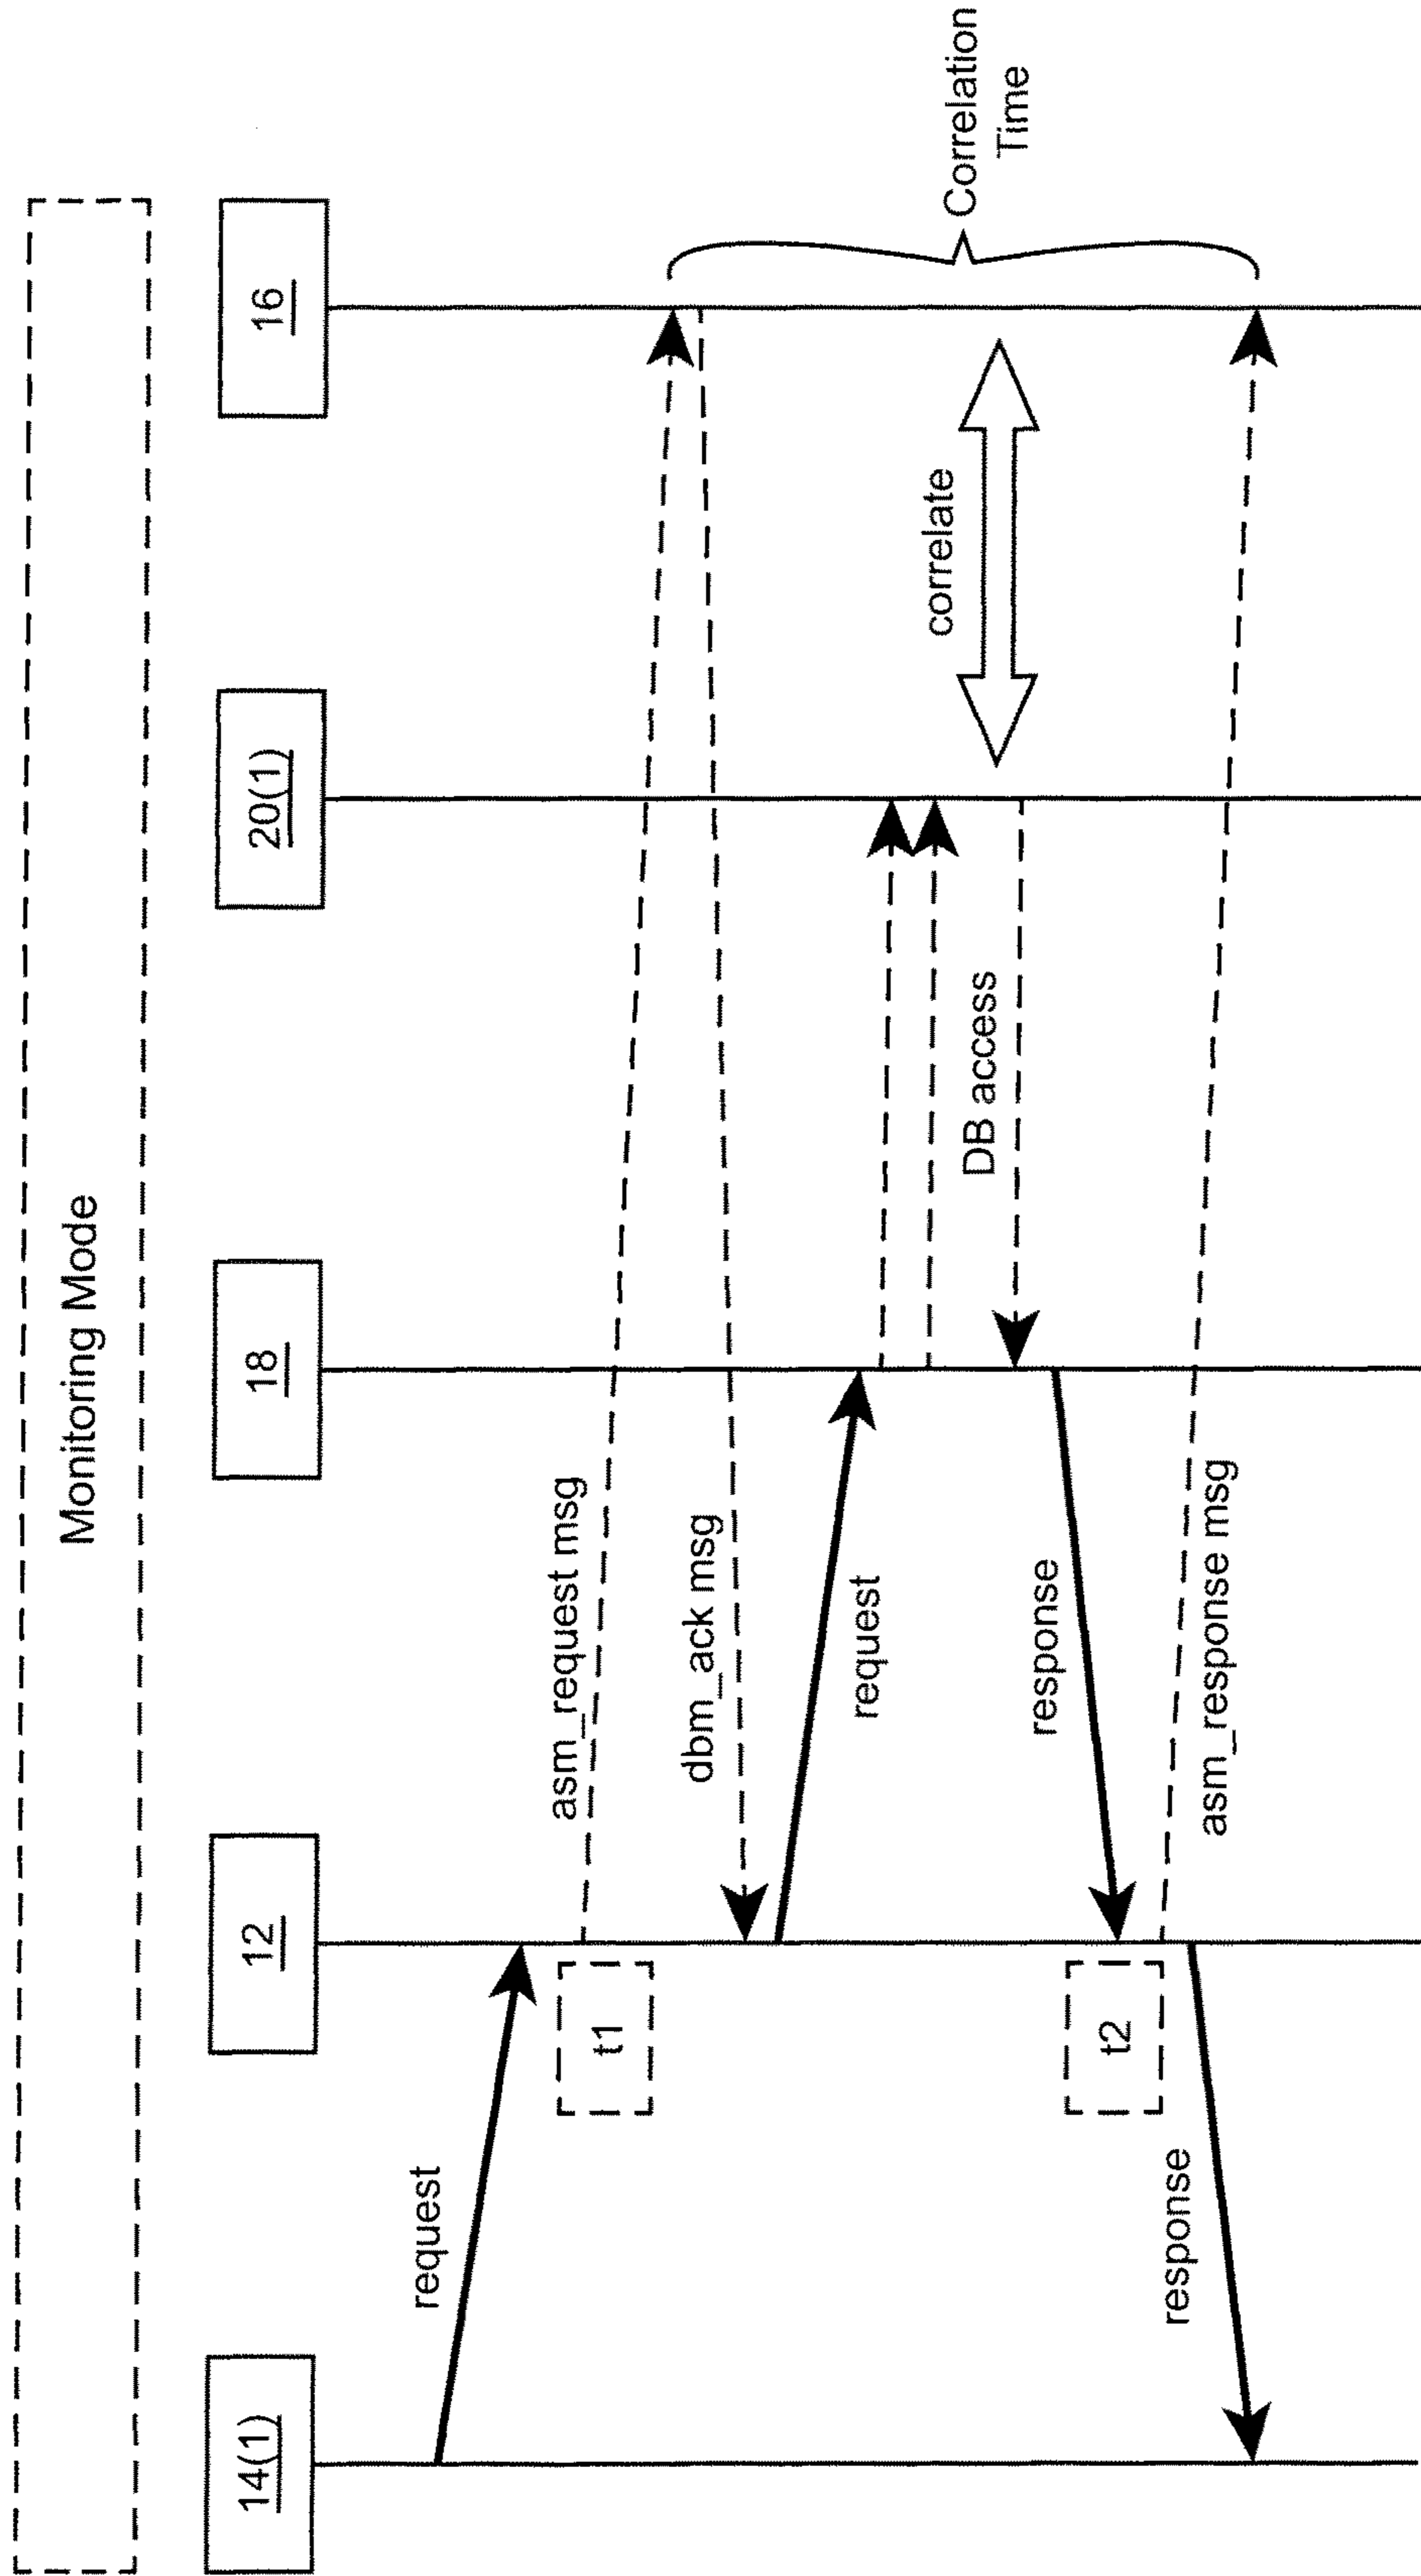 Monitoring Mode
14(1)
12
18
20(1)
16
request
asm_request msg
t1
dbm_ack msg
request
DB access
correlate
Correlation
Time
response
t2
asm_response msg
response